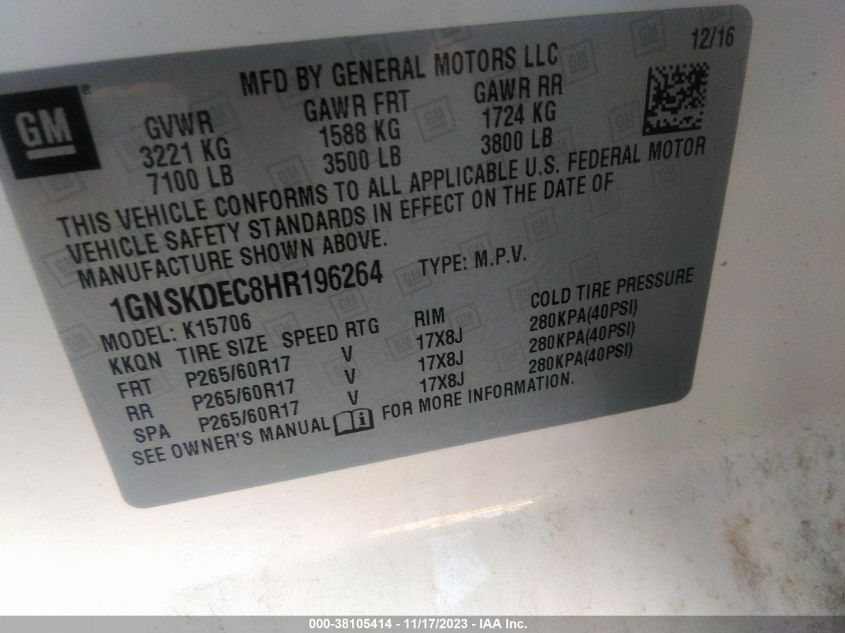 12/16
MFD BY GENERAL MOTORS LLC
GM
GVWR GAWR FRT GAWR RR
3221 KG 1588 KG 1724 KG
7100 LB 3500 LB 3800 LB
THIS VEHICLE CONFORMS TO ALL APPLICABLE U.S. FEDERAL MOTOR
VEHICLE SAFETY STANDARDS IN EFFECT ON THE DATE OF
MANUFACTURE SHOWN ABOVE.
1GNSKDEC8HR196264 TYPE: M.P.V.
MODEL: K15706
KKQN TIRE SIZE SPEED RTG RIM COLD TIRE PRESSURE
FRT P265/60R17 V 17X8J 280KPA(40PSI)
RR P265/60R17 V 17X8J 280KPA(40PSI)
SPA P265/60R17 V 17X8J 280KPA(40PSI)
SEE OWNER'S MANUAL FOR MORE INFORMATION.
000-38105414 - 11/17/2023 - IAA Inc.